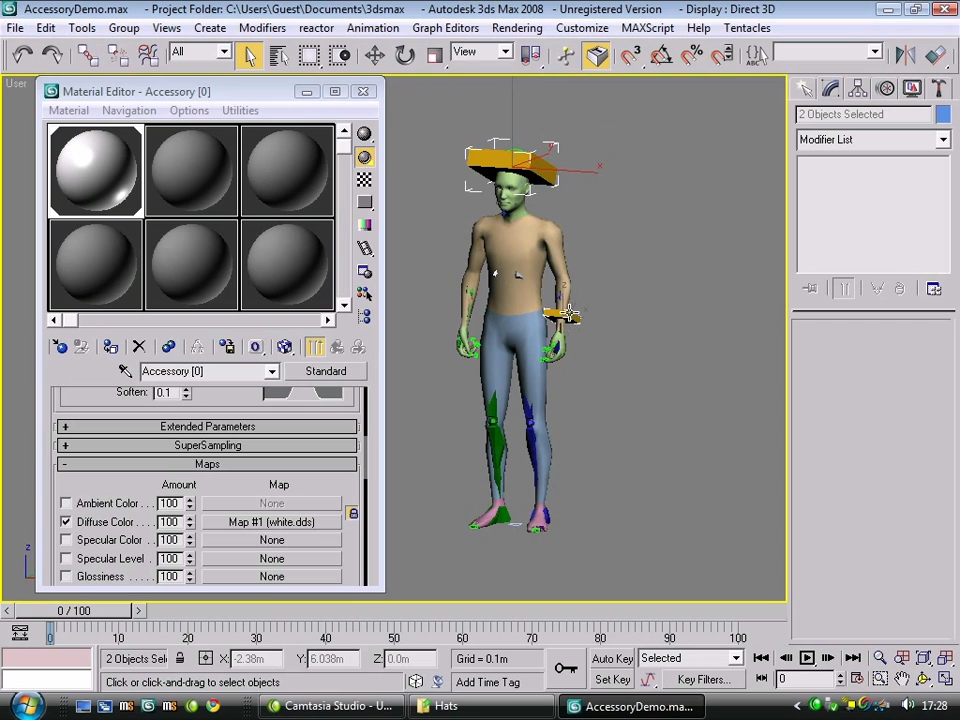 AccessoryDemo.max - Project Folder: C:\Users\Guest\Documents\3dsmax - Autodesk 3ds Max 2008 - Unregistered Version - Display : Direct 3D
File Edit Tools Group Views Create Modifiers reactor Animation Graph Editors Rendering Customize MAXScript Help Tentacles
All View
User
Material Editor - Accessory [0]
Material Navigation Options Utilities
2 Objects Selected
Modifier List
Accessory [0] Standard
Soften: 0.1
+ Extended Parameters
+ SuperSampling
- Maps
Amount Map
Ambient Color . . . 100 None
Diffuse Color . . . 100 Map #1 (white.dds)
Specular Color . . 100 None
Specular Level . . 100 None
Glossiness . . . . . 100 None
x
y
z
z
0 / 100
0 10 20 30 40 50 60 70 80 90 100
2 Objects Sel X: -2.38m Y: 6.038m Z: 0.0m Grid = 0.1m Auto Key Selected
Click or click-and-drag to select objects Add Time Tag Set Key Key Filters... 0
Camtasia Studio - U... Hats AccessoryDemo.ma... 17:28